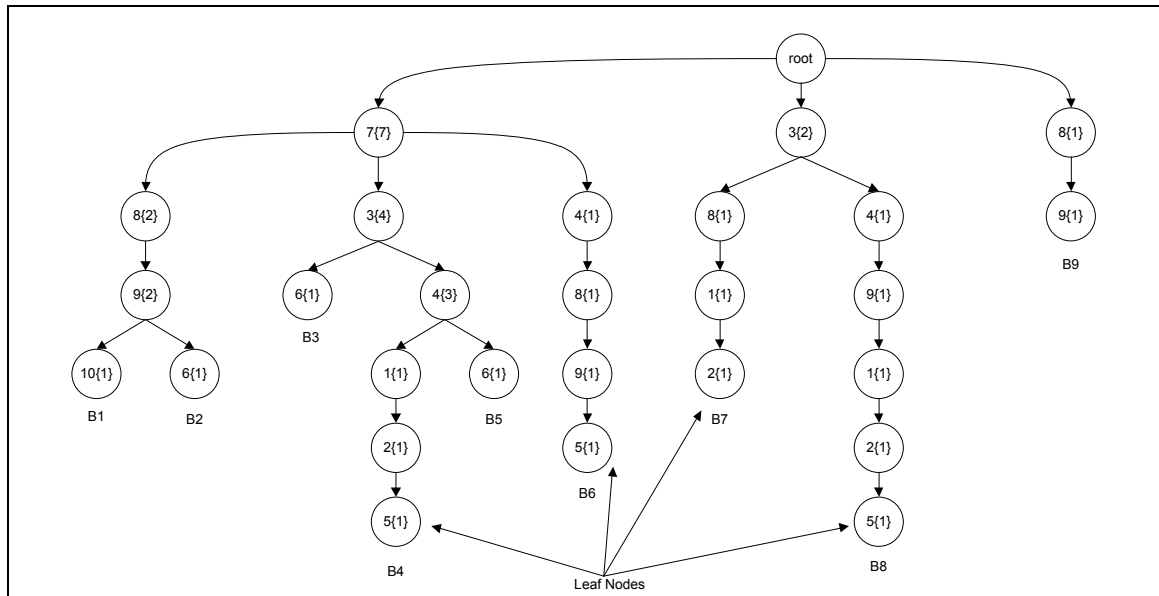 root
7{7}
3{2}
8{1}
8{2}
3{4}
4{1}
8{1}
4{1}
9{1}
B9
9{2}
6{1}
4{3}
8{1}
1{1}
9{1}
B3
10{1}
6{1}
1{1}
6{1}
9{1}
2{1}
1{1}
B1
B2
B5
B7
2{1}
5{1}
2{1}
B6
5{1}
5{1}
B4
B8
Leaf Nodes